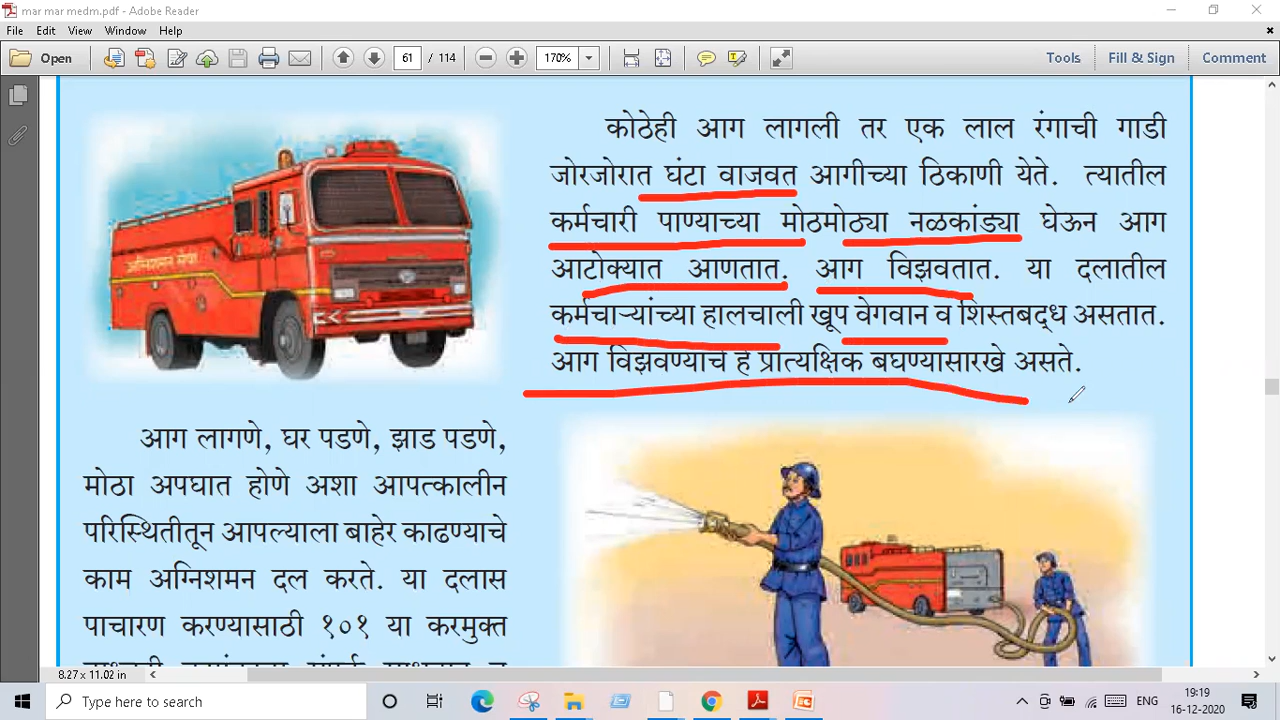 mar mar medm.pdf - Adobe Reader
File Edit View Window Help
Open 61 / 114 170% Tools Fill & Sign Comment
कोठेही आग लागली तर एक लाल रंगाची गाडी
जोरजोरात घंटा वाजवत आगीच्या ठिकाणी येते. त्यातील
कर्मचारी पाण्याच्या मोठमोठ्या नळकांड्या घेऊन आग
आटोक्यात आणतात. आग विझवतात. या दलातील
कर्मचाऱ्यांच्या हालचाली खूप वेगवान व शिस्तबद्ध असतात.
आग विझवण्याचे हे प्रात्यक्षिक बघण्यासारखे असते.
आग लागणे, घर पडणे, झाड पडणे,
मोठा अपघात होणे अशा आपत्कालीन
परिस्थितीतून आपल्याला बाहेर काढण्याचे
काम अग्निशमन दल करते. या दलास
पाचारण करण्यासाठी १०१ या करमुक्त
8.27 x 11.02 in
Type here to search
ENG
19:19
16-12-2020